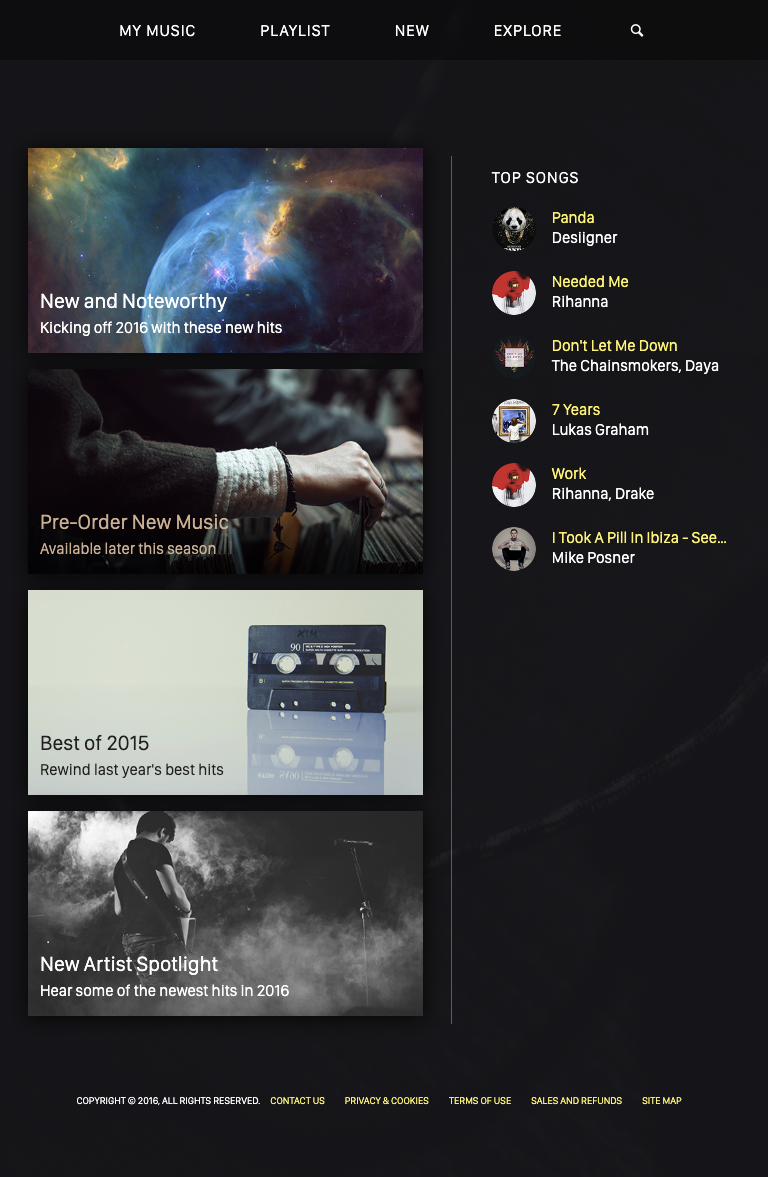 MY MUSIC PLAYLIST NEW EXPLORE
New and Noteworthy
Kicking off 2016 with these new hits
Pre-Order New Music
Available later this season
90
Best of 2015
Rewind last year's best hits
New Artist Spotlight
Hear some of the newest hits in 2016
TOP SONGS
Panda
Desiigner
Needed Me
Rihanna
Don't Let Me Down
The Chainsmokers, Daya
7 Years
Lukas Graham
Work
Rihanna, Drake
I Took A Pill In Ibiza - See...
Mike Posner
COPYRIGHT © 2016, ALL RIGHTS RESERVED. CONTACT US PRIVACY & COOKIES TERMS OF USE SALES AND REFUNDS SITE MAP